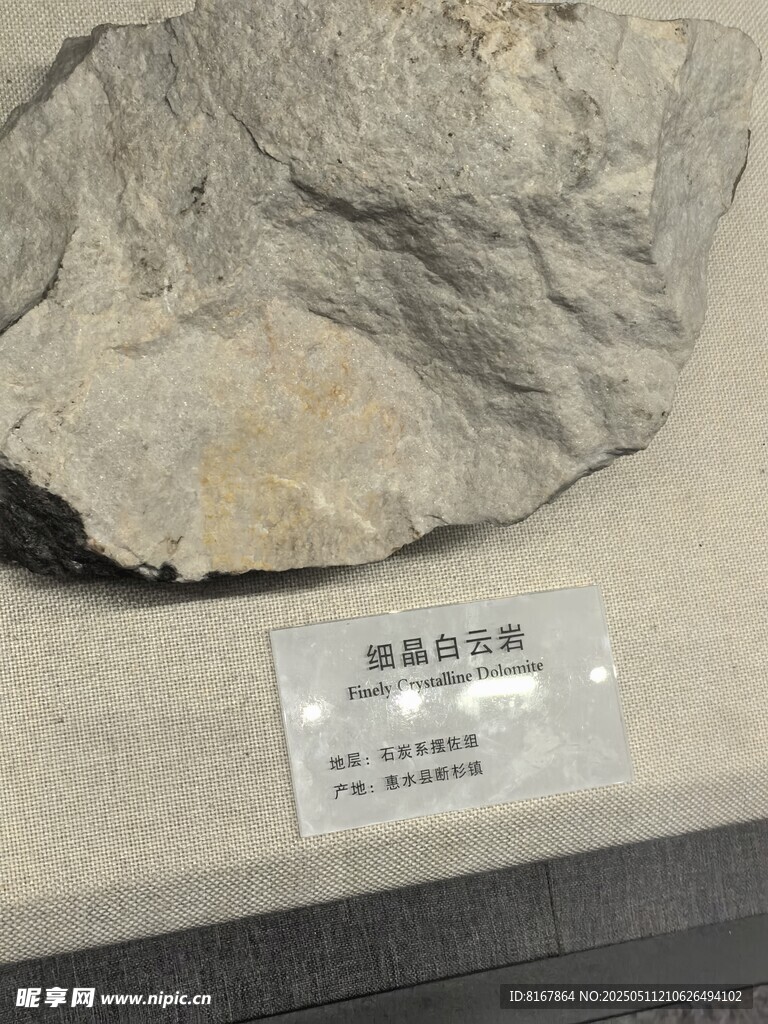 细晶白云岩
Finely Crystalline Dolomite
地层：石炭系摆佐组
产地：惠水县断杉镇
昵享网 www.nipic.cn
ID:8167864 NO:20250511210626494102